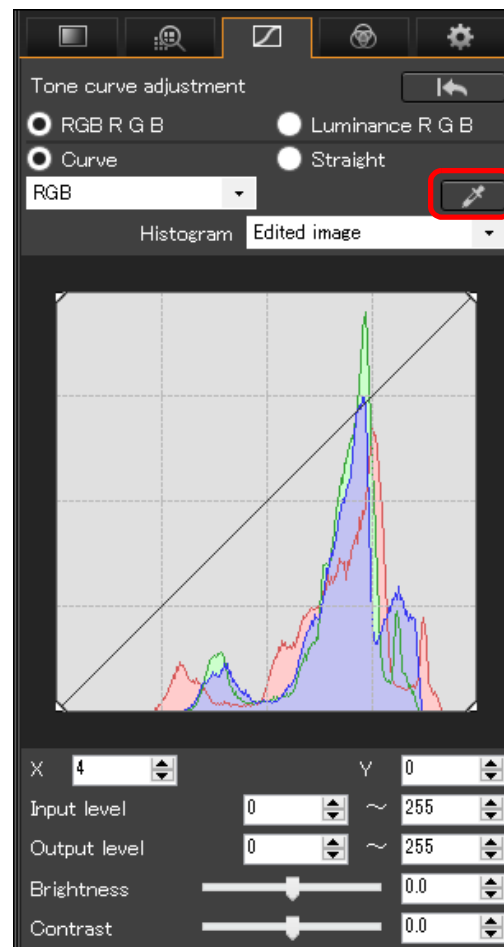 Tone curve adjustment
RGB R G B Luminance R G B
Curve Straight
RGB
Histogram Edited image
X 4 Y 0
Input level 0 ~ 255
Output level 0 ~ 255
Brightness 0.0
Contrast 0.0